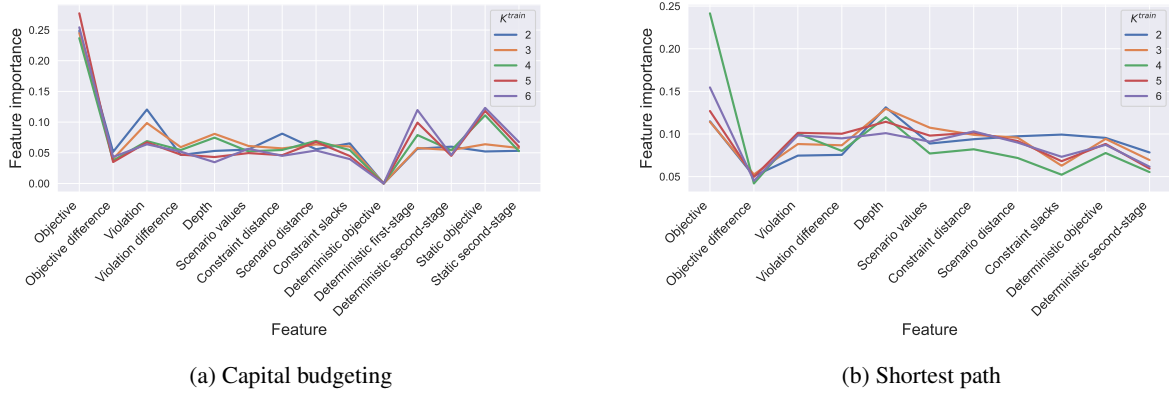 0.25
0.20
0.15
0.10
0.05
0.00
Feature importance
K^train
2
3
4
5
6
Objective
Objective difference
Violation
Violation difference
Depth
Scenario values
Constraint distance
Scenario distance
Constraint slacks
Deterministic objective
Deterministic first-stage
Deterministic second-stage
Static objective
Static second-stage
Feature
(a) Capital budgeting
0.25
0.20
0.15
0.10
0.05
Feature importance
K^train
2
3
4
5
6
Objective
Objective difference
Violation
Violation difference
Depth
Scenario values
Constraint distance
Scenario distance
Constraint slacks
Deterministic objective
Deterministic second-stage
Feature
(b) Shortest path